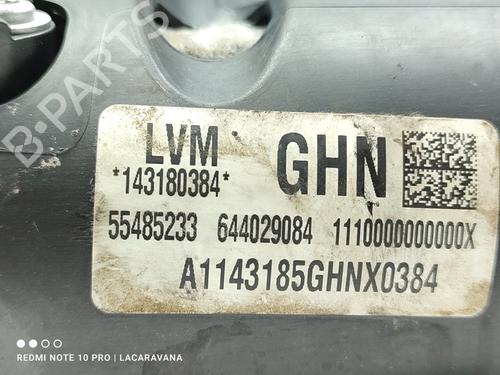 B-PARTS
LVM GHN
*143180384*
55485233 644029084 1110000000000X
A1143185GHNX0384
REDMI NOTE 10 PRO | LACARAVANA